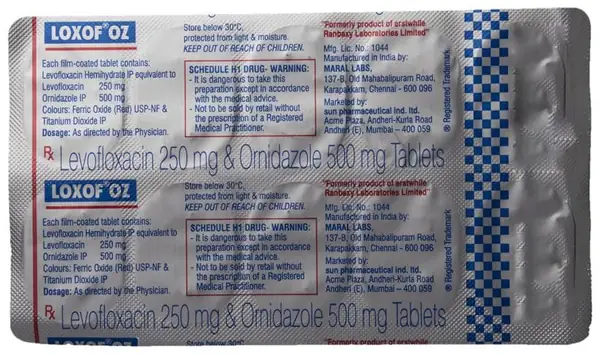 LOXOF® OZ
Each film-coated tablet contains:
Levofloxacin Hemihydrate IP equivalent to
Levofloxacin 250 mg
Ornidazole IP 500 mg
Colours: Ferric Oxide (Red) USP-NF &
Titanium Dioxide IP
Dosage: As directed by the Physician.
Store below 30°C,
protected from light & moisture.
KEEP OUT OF REACH OF CHILDREN.
SCHEDULE H1 DRUG- WARNING:
- It is dangerous to take this
preparation except in accordance
with the medical advice.
- Not to be sold by retail without
the prescription of a Registered
Medical Practitioner.
"Formerly product of erstwhile
Ranbaxy Laboratories Limited"
Mfg. Lic. No.: 1044
Manufactured in India by:
MARAL LABS,
137-B, Old Mahabalipuram Road,
Karapakkam, Chennai - 600 096
Marketed by:
sun pharmaceutical ind. ltd.
Acme Plaza, Andheri-Kurla Road
Andheri (E), Mumbai – 400 059
® Registered Trademark
Rx Levofloxacin 250 mg & Ornidazole 500 mg Tablets
LOXOF® OZ
Each film-coated tablet contains:
Levofloxacin Hemihydrate IP equivalent to
Levofloxacin 250 mg
Ornidazole IP 500 mg
Colours: Ferric Oxide (Red) USP-NF &
Titanium Dioxide IP
Dosage: As directed by the Physician.
Store below 30°C,
protected from light & moisture.
KEEP OUT OF REACH OF CHILDREN.
SCHEDULE H1 DRUG- WARNING:
- It is dangerous to take this
preparation except in accordance
with the medical advice.
- Not to be sold by retail without
the prescription of a Registered
Medical Practitioner.
"Formerly product of erstwhile
Ranbaxy Laboratories Limited"
Mfg. Lic. No.: 1044
Manufactured in India by:
MARAL LABS,
137-B, Old Mahabalipuram Road,
Karapakkam, Chennai - 600 096
Marketed by:
sun pharmaceutical ind. ltd.
Acme Plaza, Andheri-Kurla Road
Andheri (E), Mumbai – 400 059
® Registered Trademark
Rx Levofloxacin 250 mg & Ornidazole 500 mg Tablets
LOXOF® OZ
Store below 30°C,
"Formerly product of erstwhile